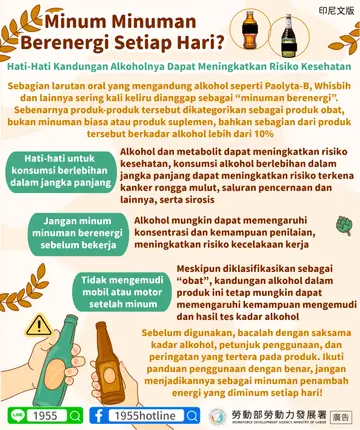 印尼文版
Minum Minuman
Berenergi Setiap Hari?
Hati-Hati Kandungan Alkoholnya Dapat Meningkatkan Risiko Kesehatan
Sebagian larutan oral yang mengandung alkohol seperti Paolyta-B, Whisbih
dan lainnya sering kali keliru dianggap sebagai “minuman berenergi”.
Sebenarnya produk-produk tersebut dikategorikan sebagai produk obat,
bukan minuman biasa atau produk suplemen, bahkan sebagian dari produk
tersebut berkadar alkohol lebih dari 10%
Hati-hati untuk
konsumsi berlebihan
dalam jangka panjang
Alkohol dan metabolit dapat meningkatkan risiko
kesehatan, konsumsi alkohol berlebihan dalam
jangka panjang dapat meningkatkan risiko terkena
kanker rongga mulut, saluran pencernaan dan
lainnya, serta sirosis
Jangan minum
minuman berenergi
sebelum bekerja
Alkohol mungkin dapat memengaruhi
konsentrasi dan kemampuan penilaian,
meningkatkan risiko kecelakaan kerja
Tidak mengemudi
mobil atau motor
setelah minum
Meskipun diklasifikasikan sebagai
“obat”, kandungan alkohol dalam
produk ini tetap mungkin dapat
memengaruhi kemampuan mengemudi
dan hasil tes kadar alkohol
Sebelum digunakan, bacalah dengan saksama
kadar alkohol, petunjuk penggunaan, dan
peringatan yang tertera pada produk. Ikuti
panduan penggunaan dengan benar, jangan
menjadikannya sebagai minuman penambah
energi yang diminum setiap hari!
LINE 1955
1955hotline
勞動部勞動力發展署
WORKFORCE DEVELOPMENT AGENCY, MINISTRY OF LABOR
廣告